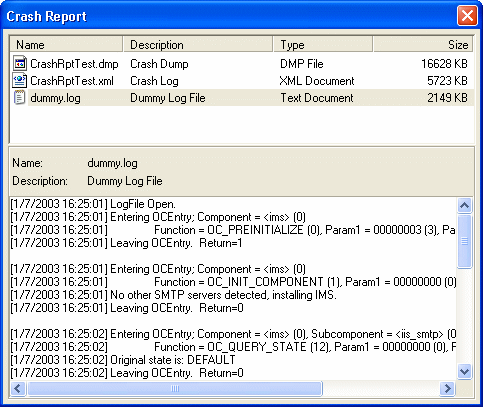 Crash Report
Name Description Type Size
CrashRptTest.dmp Crash Dump DMP File 16628 KB
CrashRptTest.xml Crash Log XML Document 5723 KB
dummy.log Dummy Log File Text Document 2149 KB
Name: dummy.log
Description: Dummy Log File
[1/7/2003 16:25:01] LogFile Open.
[1/7/2003 16:25:01] Entering OCEntry; Component = <ims> (0)
[1/7/2003 16:25:01] Function = OC_PREINITIALIZE (0), Param1 = 00000003 (3), Pa
[1/7/2003 16:25:01] Leaving OCEntry. Return=1
[1/7/2003 16:25:01] Entering OCEntry; Component = <ims> (0)
[1/7/2003 16:25:01] Function = OC_INIT_COMPONENT (1), Param1 = 00000000 (0)
[1/7/2003 16:25:01] No other SMTP servers detected, installing IMS.
[1/7/2003 16:25:01] Leaving OCEntry. Return=0
[1/7/2003 16:25:02] Entering OCEntry; Component = <ims> (0), Subcomponent = <iis_smtp> (0
[1/7/2003 16:25:02] Function = OC_QUERY_STATE (12), Param1 = 00000000 (0), F
[1/7/2003 16:25:02] Original state is: DEFAULT
[1/7/2003 16:25:02] Leaving OCEntry. Return=0